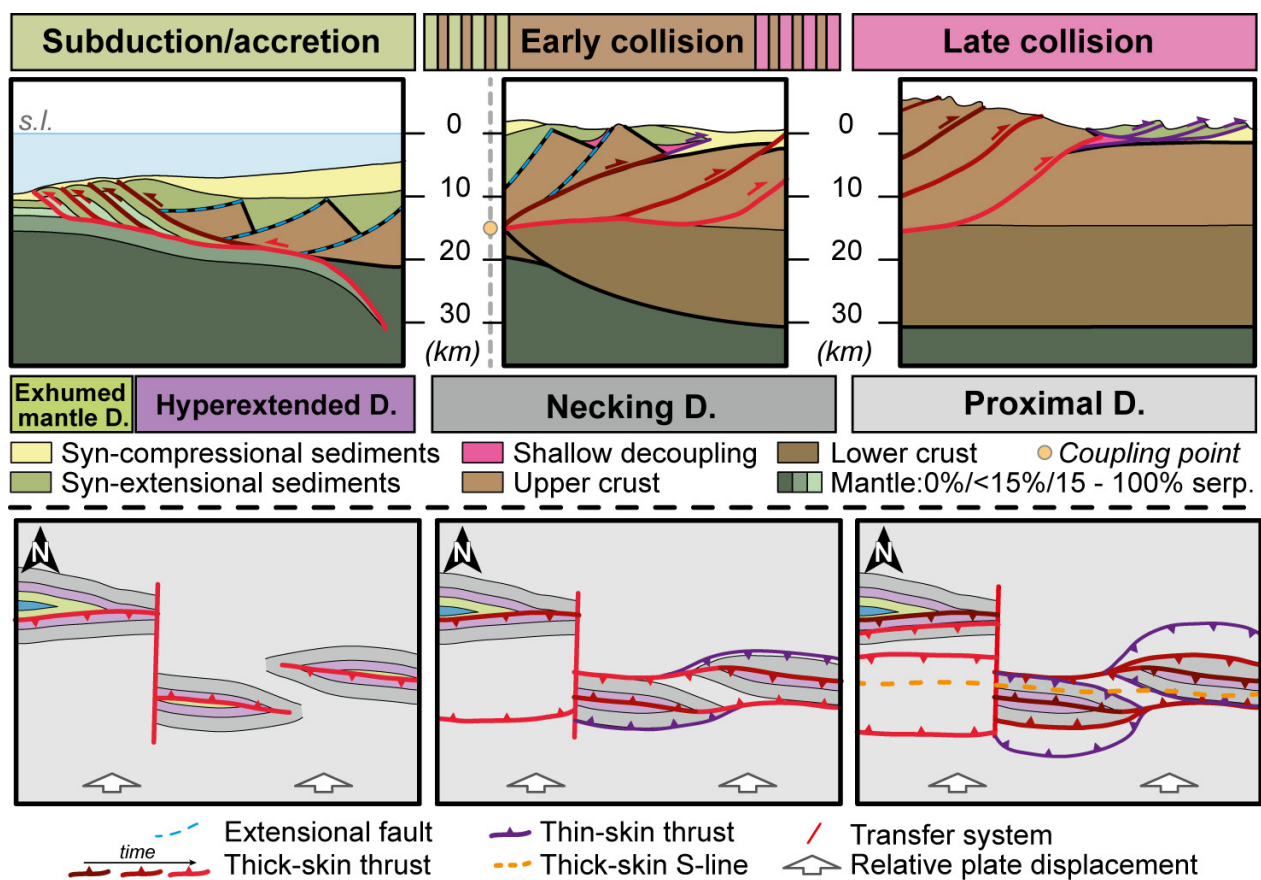 Subduction/accretion
Early collision
Late collision
s.l.
0
10
20
30
(km)
0
10
20
30
(km)
Exhumed
mantle D.
Hyperextended D.
Necking D.
Proximal D.
Syn-compressional sediments
Shallow decoupling
Lower crust
Coupling point
Syn-extensional sediments
Upper crust
Mantle:0%/<15%/15 - 100% serp.
N
N
N
Extensional fault
Thin-skin thrust
Transfer system
time
Thick-skin thrust
Thick-skin S-line
Relative plate displacement